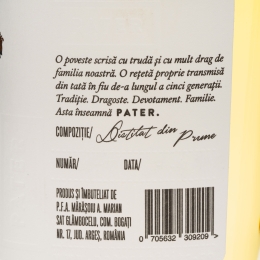 O poveste scrisă cu trudă și cu mult drag de
familia noastră. O rețetă proprie transmisă
din tată în fiu de-a lungul a cinci generații.
Tradiție. Dragoste. Devotament. Familie.
Asta înseamnă PATER.
COMPOZIȚIE/ Distilat din Prune
NUMĂR/ DATA/
PRODUS ȘI ÎMBUTELIAT DE
P.F.A. MĂRĂȘOIU A. MARIAN
SAT GLÂMBOCELU, COM. BOGAȚI
NR. 17, JUD. ARGEȘ, ROMÂNIA
0 705632 309209 >